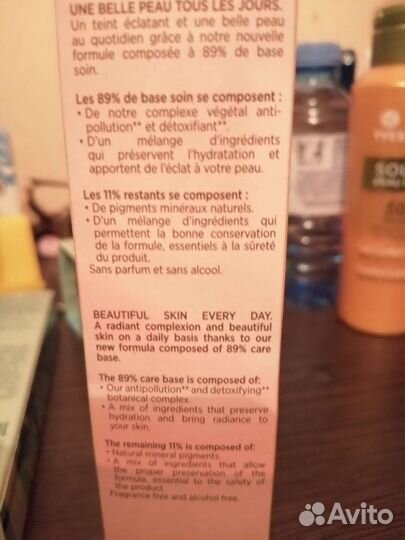 UNE BELLE PEAU TOUS LES JOURS.
Un teint éclatant et une belle peau
au quotidien grâce à notre nouvelle
formule composée à 89% de base
soin.
Les 89% de base soin se composent :
• De notre complexe végétal anti-
pollution** et détoxifiant**.
• D'un mélange d'ingrédients
qui préservent l'hydratation et
apportent de l'éclat à votre peau.
Les 11% restants se composent :
• De pigments minéraux naturels.
• D'un mélange d'ingrédients qui
permettent la bonne conservation
de la formule, essentiels à la sûreté
du produit.
Sans parfum et sans alcool.
BEAUTIFUL SKIN EVERY DAY.
A radiant complexion and beautiful
skin on a daily basis thanks to our
new formula composed of 89% care
base.
The 89% care base is composed of:
• Our antipollution** and detoxifying**
botanical complex.
• A mix of ingredients that preserve
hydration and bring radiance to
your skin.
The remaining 11% is composed of:
• Natural mineral pigments.
• A mix of ingredients that allow
the proper preservation of the
formula, essential to the safety of
the product.
Fragrance free and alcohol free.
Avito